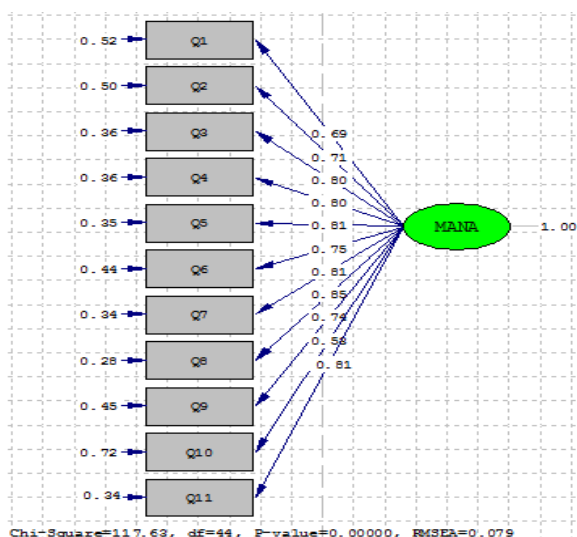 0.52 Q1
0.50 Q2
0.36 Q3
0.36 Q4
0.35 Q5
0.44 Q6
0.34 Q7
0.28 Q8
0.45 Q9
0.72 Q10
0.34 Q11
0.69
0.71
0.80
0.80
0.81
0.75
0.81
0.85
0.74
0.53
0.81
MANA 1.00
Chi-Square=117.63, df=44, P-value=0.00000, RMSEA=0.079